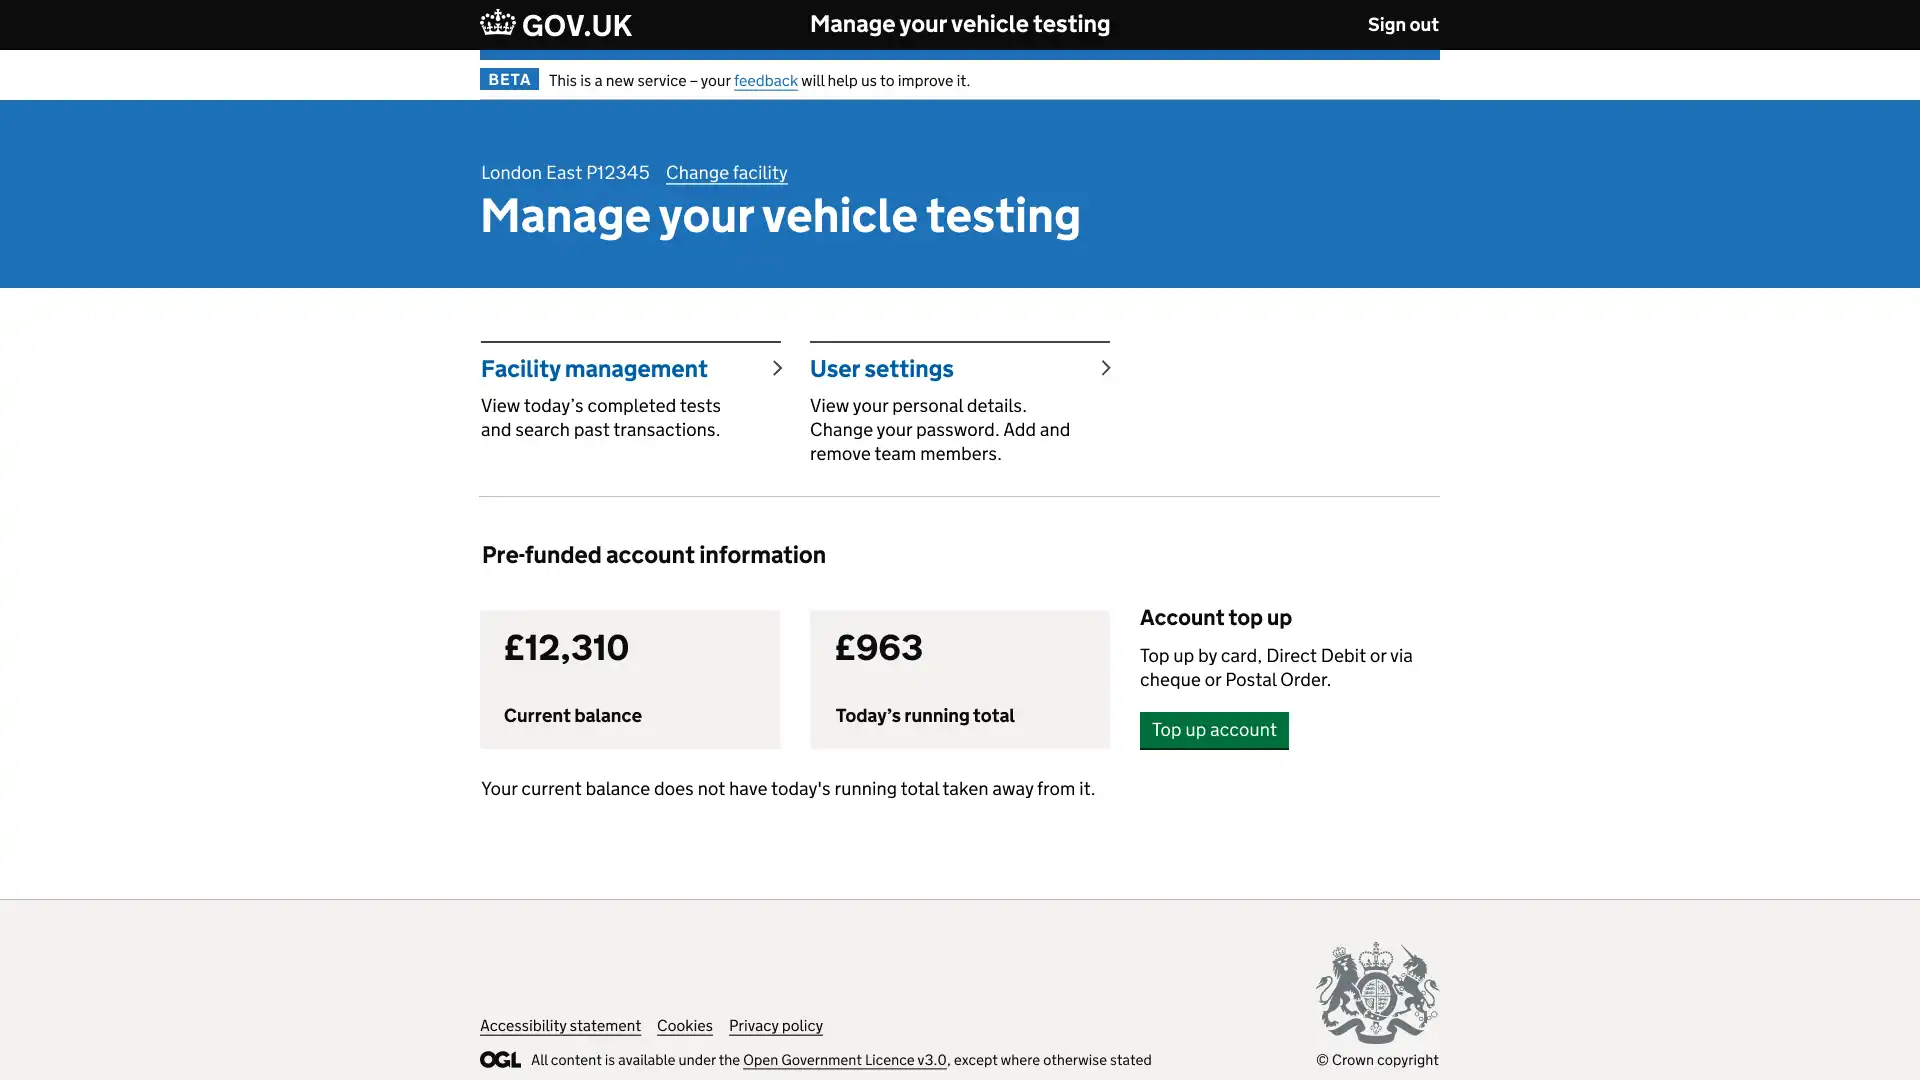 GOV.UK Manage your vehicle testing Sign out
BETA This is a new service – your feedback will help us to improve it.
London East P12345 Change facility
Manage your vehicle testing
Facility management
View today’s completed tests
and search past transactions.
User settings
View your personal details.
Change your password. Add and
remove team members.
Pre-funded account information
£12,310
Current balance
£963
Today’s running total
Account top up
Top up by card, Direct Debit or via
cheque or Postal Order.
Top up account
Your current balance does not have today's running total taken away from it.
Accessibility statement Cookies Privacy policy
OGL All content is available under the Open Government Licence v3.0, except where otherwise stated
© Crown copyright